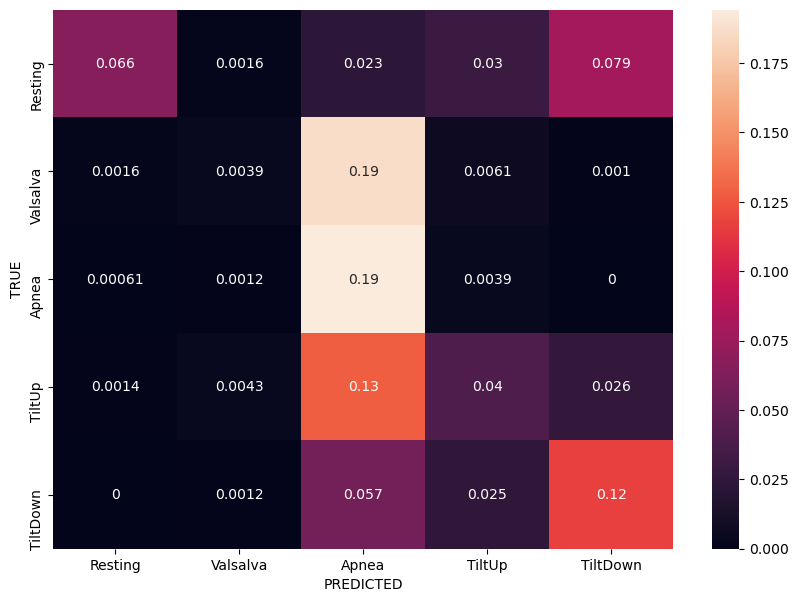 0.066 0.0016 0.023 0.03 0.079
0.0016 0.0039 0.19 0.0061 0.001
0.00061 0.0012 0.19 0.0039 0
0.0014 0.0043 0.13 0.04 0.026
0 0.0012 0.057 0.025 0.12
Resting
Valsalva
Apnea
TiltUp
TiltDown
TRUE
Resting Valsalva Apnea TiltUp TiltDown
PREDICTED
0.175
0.150
0.125
0.100
0.075
0.050
0.025
0.000